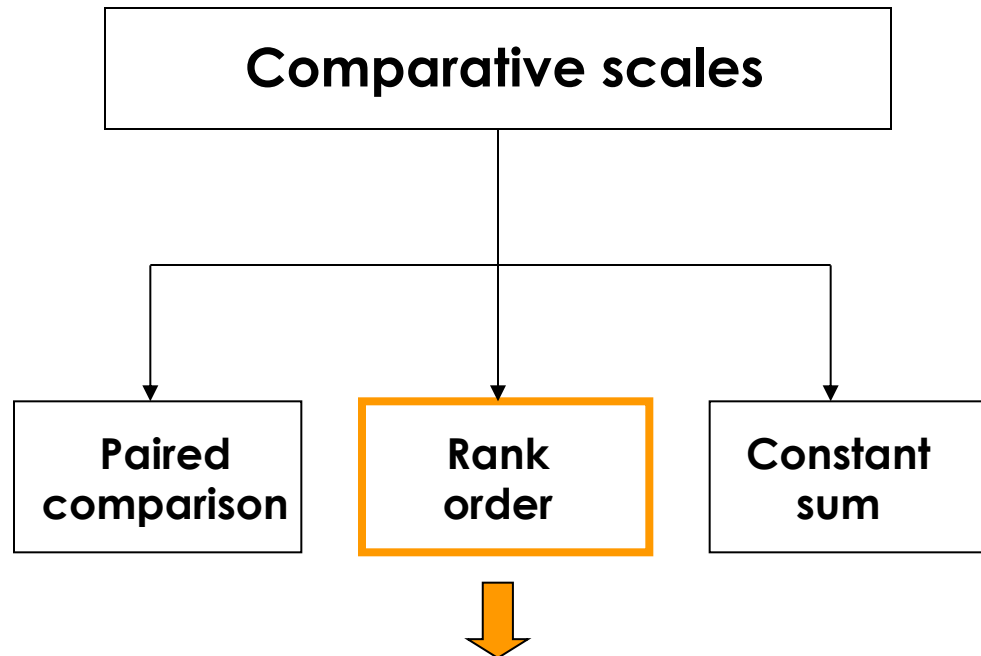 Comparative scales
Paired
comparison
Rank
order
Constant
sum